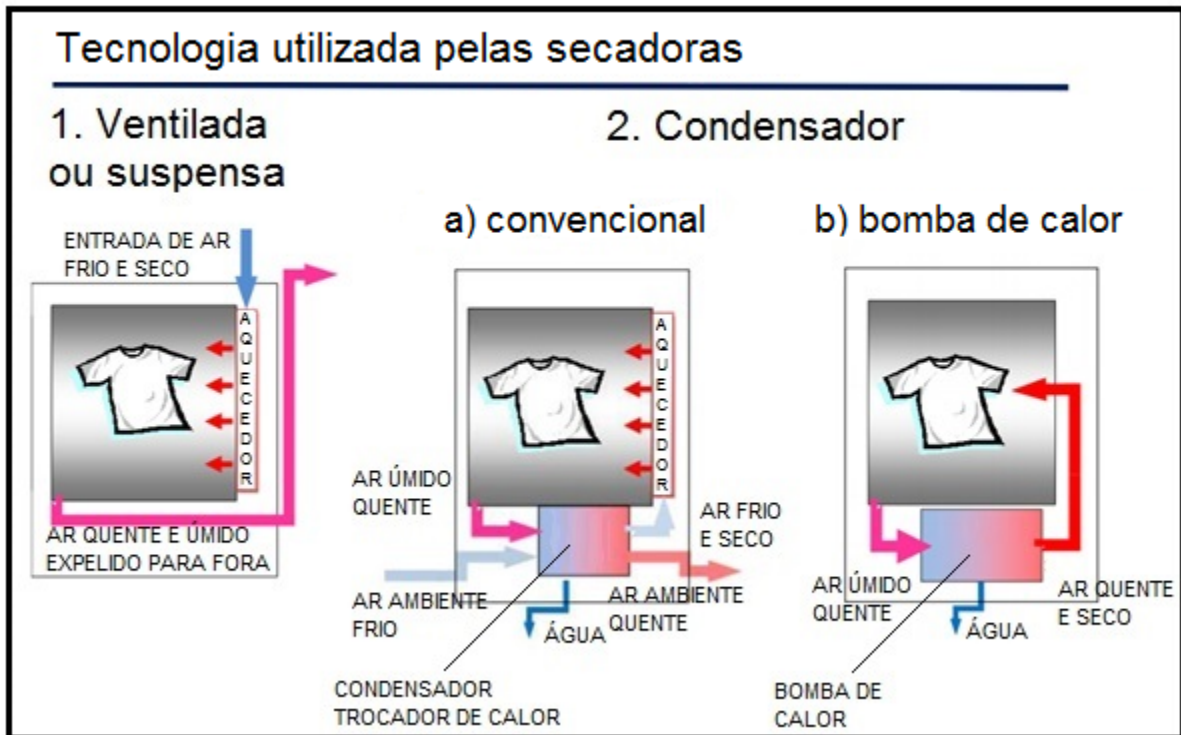 Tecnologia utilizada pelas secadoras
1. Ventilada
ou suspensa
ENTRADA DE AR
FRIO E SECO
AQUECEDOR
AR QUENTE E ÚMIDO
EXPELIDO PARA FORA
2. Condensador
a) convencional
AQUECEDOR
AR ÚMIDO
QUENTE
AR FRIO
E SECO
AR AMBIENTE
FRIO
AR AMBIENTE
QUENTE
ÁGUA
CONDENSADOR
TROCADOR DE CALOR
b) bomba de calor
AR ÚMIDO
QUENTE
AR QUENTE
E SECO
ÁGUA
BOMBA DE
CALOR